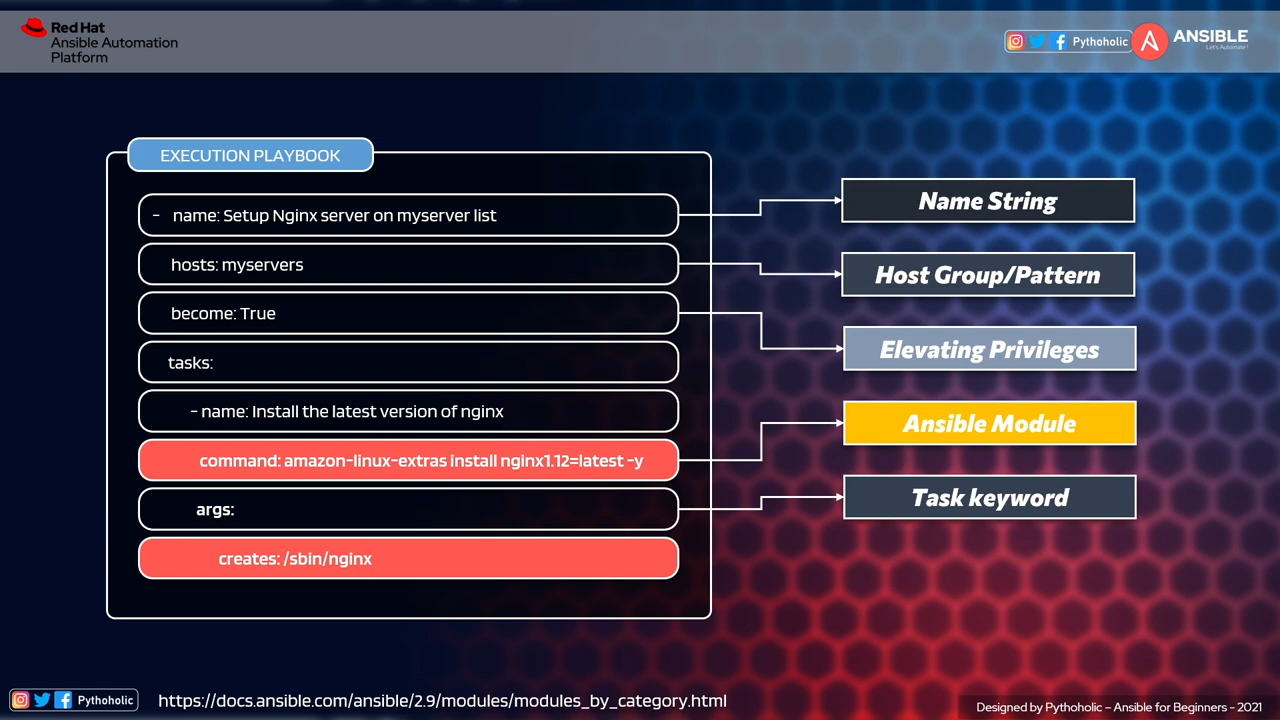 Red Hat
Ansible Automation
Platform
Pythoholic
ANSIBLE
Let's Automate !
EXECUTION PLAYBOOK
- name: Setup Nginx server on myserver list
hosts: myservers
become: True
tasks:
- name: Install the latest version of nginx
command: amazon-linux-extras install nginx1.12=latest -y
args:
creates: /sbin/nginx
Name String
Host Group/Pattern
Elevating Privileges
Ansible Module
Task keyword
Pythoholic
https://docs.ansible.com/ansible/2.9/modules/modules_by_category.html
Designed by Pythoholic – Ansible for Beginners - 2021